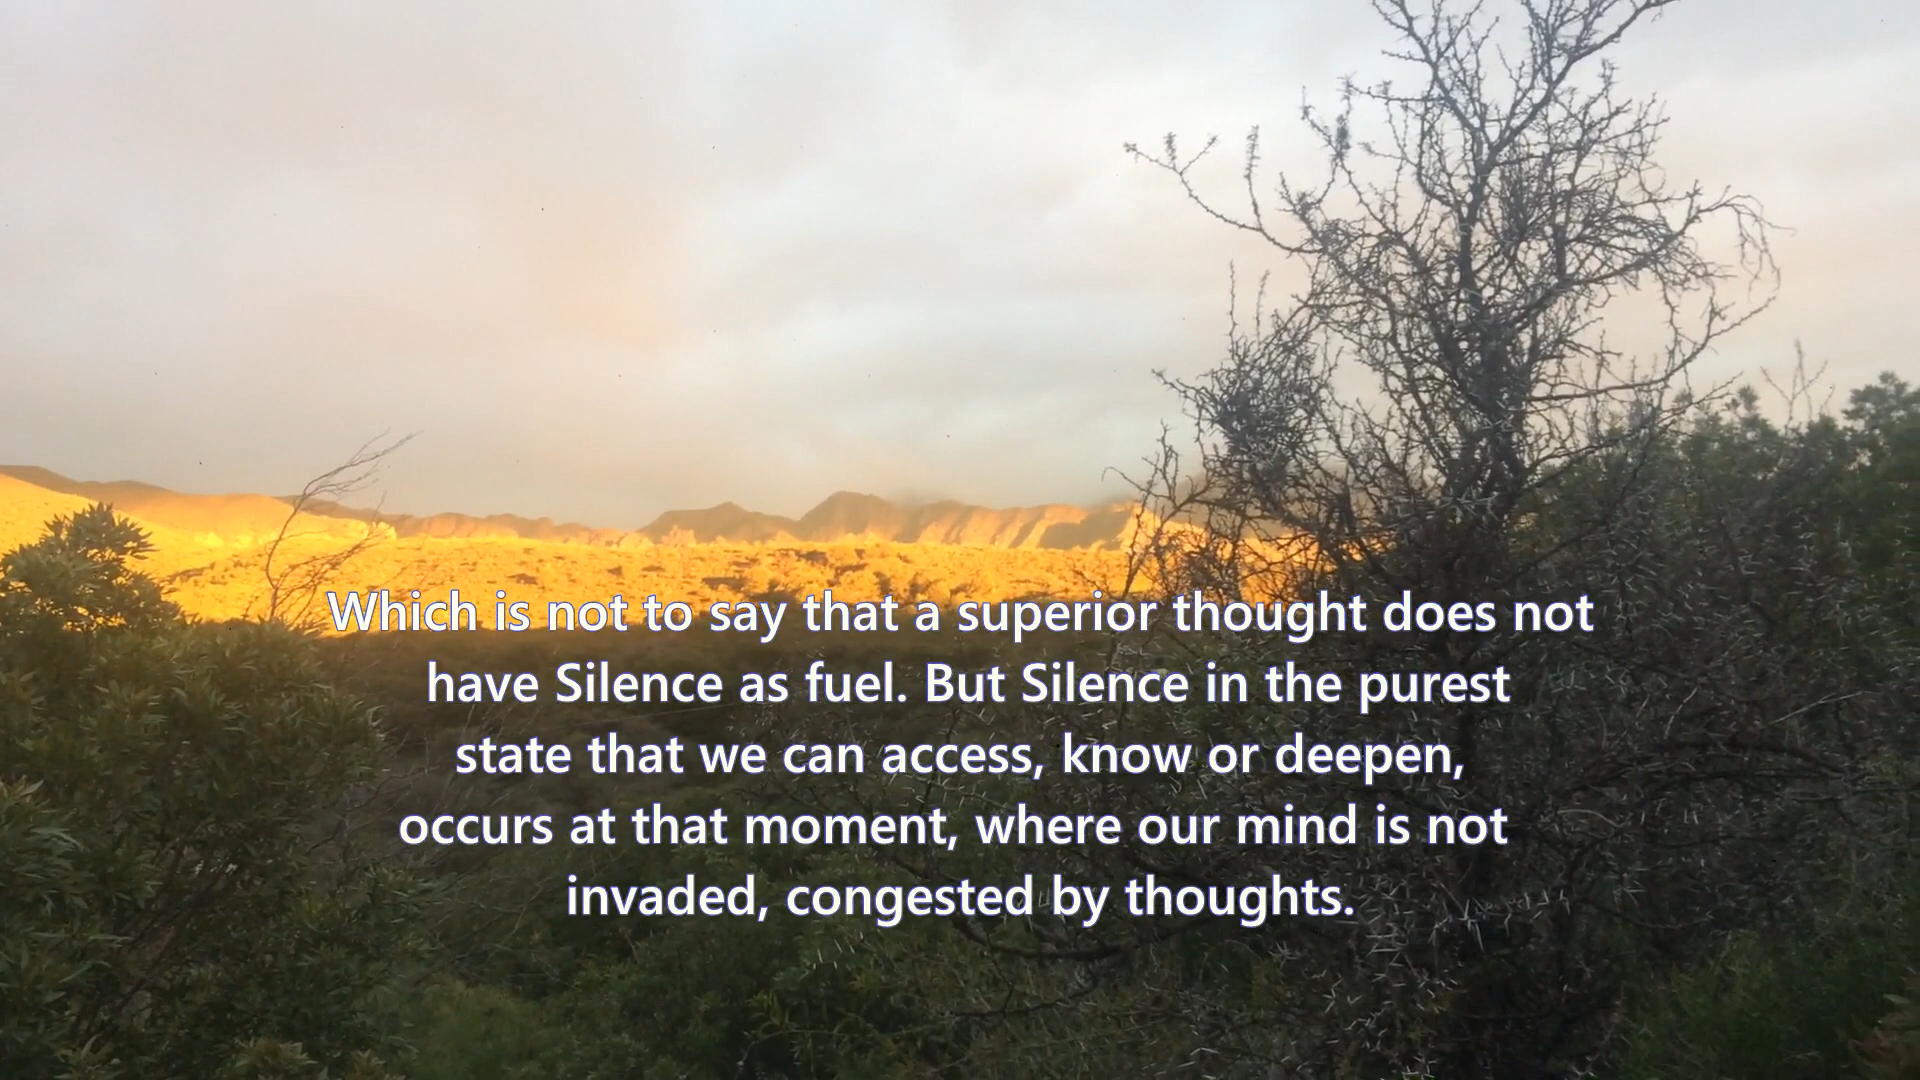 Which is not to say that a superior thought does not
have Silence as fuel. But Silence in the purest
state that we can access, know or deepen,
occurs at that moment, where our mind is not
invaded, congested by thoughts.